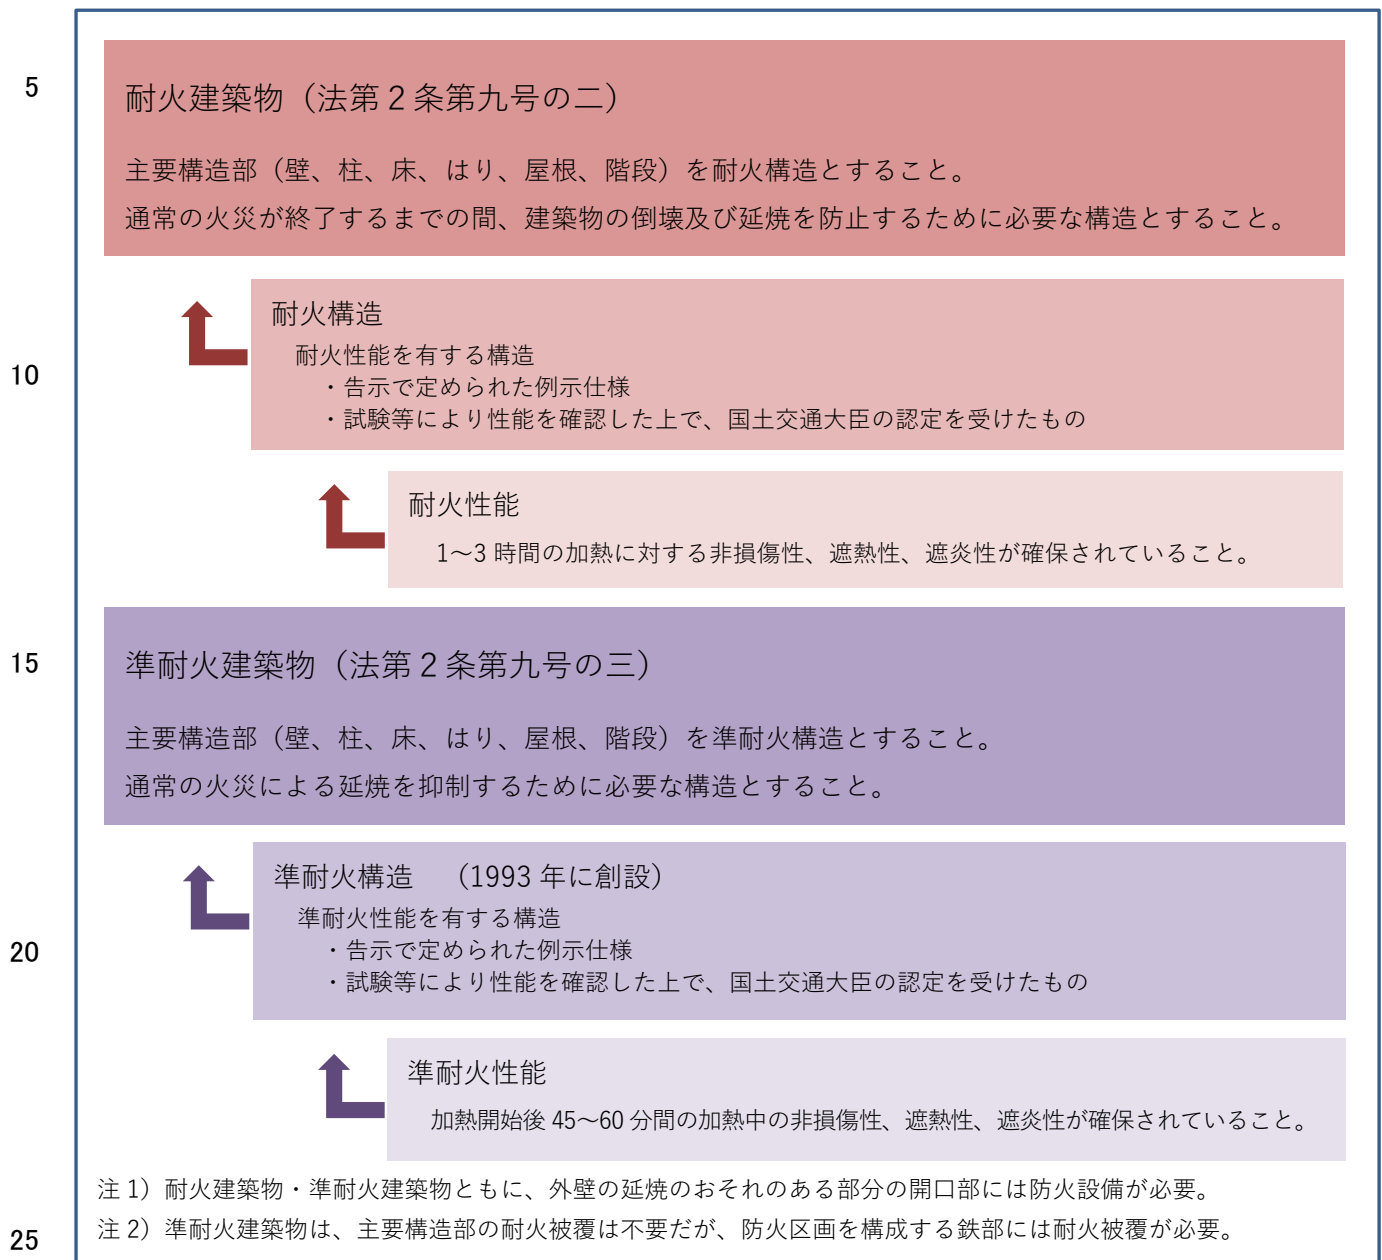 5
耐火建築物（法第２条第九号の二）
主要構造部（壁、柱、床、はり、屋根、階段）を耐火構造とすること。
通常の火災が終了するまでの間、建築物の倒壊及び延焼を防止するために必要な構造とすること。
耐火構造
耐火性能を有する構造
10
・告示で定められた例示仕様
・試験等により性能を確認した上で、国土交通大臣の認定を受けたもの
耐火性能
1～3 時間の加熱に対する非損傷性、遮熱性、遮炎性が確保されていること。
15
準耐火建築物（法第２条第九号の三）
主要構造部（壁、柱、床、はり、屋根、階段）を準耐火構造とすること。
通常の火災による延焼を抑制するために必要な構造とすること。
準耐火構造　（1993 年に創設）
準耐火性能を有する構造
20
・告示で定められた例示仕様
・試験等により性能を確認した上で、国土交通大臣の認定を受けたもの
準耐火性能
加熱開始後 45～60 分間の加熱中の非損傷性、遮熱性、遮炎性が確保されていること。
注 1）耐火建築物・準耐火建築物ともに、外壁の延焼のおそれのある部分の開口部には防火設備が必要。
注 2）準耐火建築物は、主要構造部の耐火被覆は不要だが、防火区画を構成する鉄部には耐火被覆が必要。
25